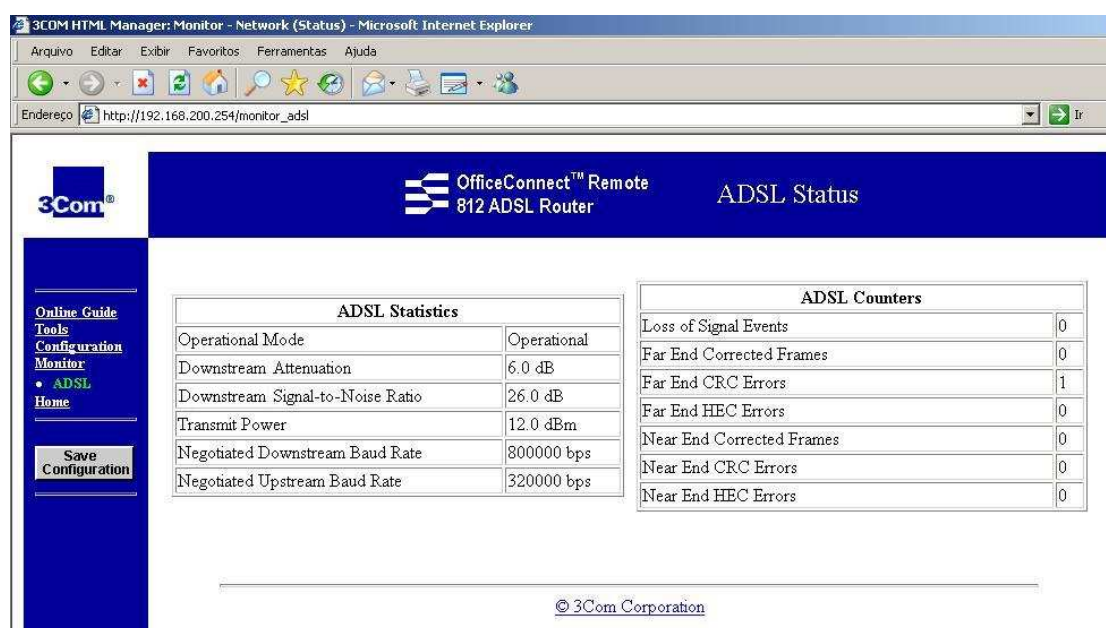 3COM HTML Manager: Monitor - Network (Status) - Microsoft Internet Explorer
Arquivo Editar Exibir Favoritos Ferramentas Ajuda
Endereço http://192.168.200.254/monitor_adsl Ir
3Com®
OfficeConnect™ Remote
812 ADSL Router
ADSL Status
Online Guide
Tools
Configuration
Monitor
• ADSL
Home
Save
Configuration
ADSL Statistics
Operational Mode Operational
Downstream Attenuation 6.0 dB
Downstream Signal-to-Noise Ratio 26.0 dB
Transmit Power 12.0 dBm
Negotiated Downstream Baud Rate 800000 bps
Negotiated Upstream Baud Rate 320000 bps
ADSL Counters
Loss of Signal Events 0
Far End Corrected Frames 0
Far End CRC Errors 1
Far End HEC Errors 0
Near End Corrected Frames 0
Near End CRC Errors 0
Near End HEC Errors 0
© 3Com Corporation